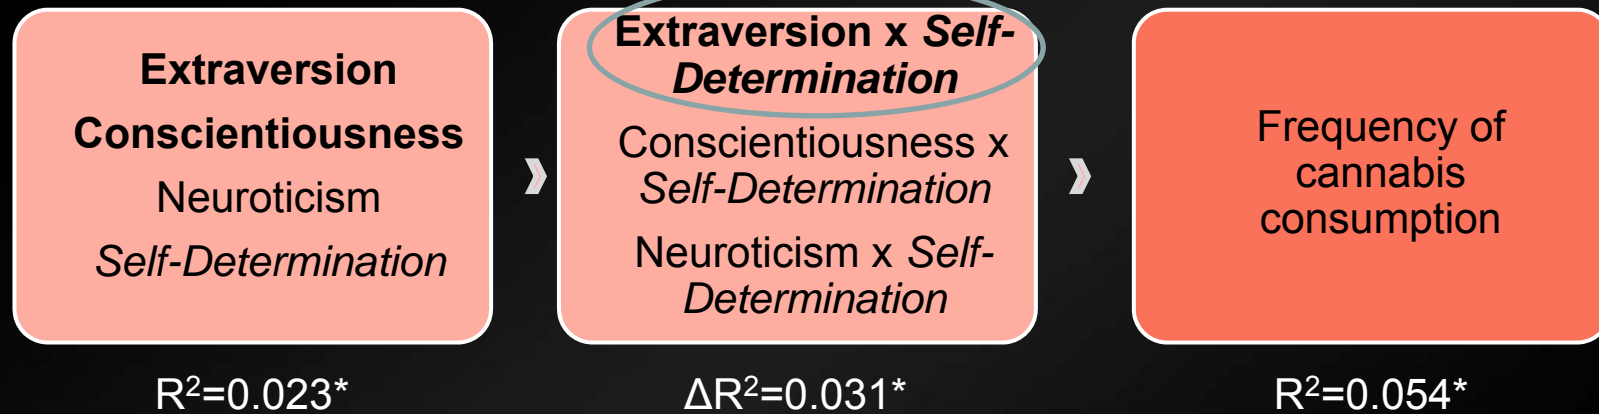 Extraversion
Conscientiousness
Neuroticism
Self-Determination
R²=0.023*
Extraversion x Self-
Determination
Conscientiousness x
Self-Determination
Neuroticism x Self-
Determination
ΔR²=0.031*
Frequency of
cannabis
consumption
R²=0.054*